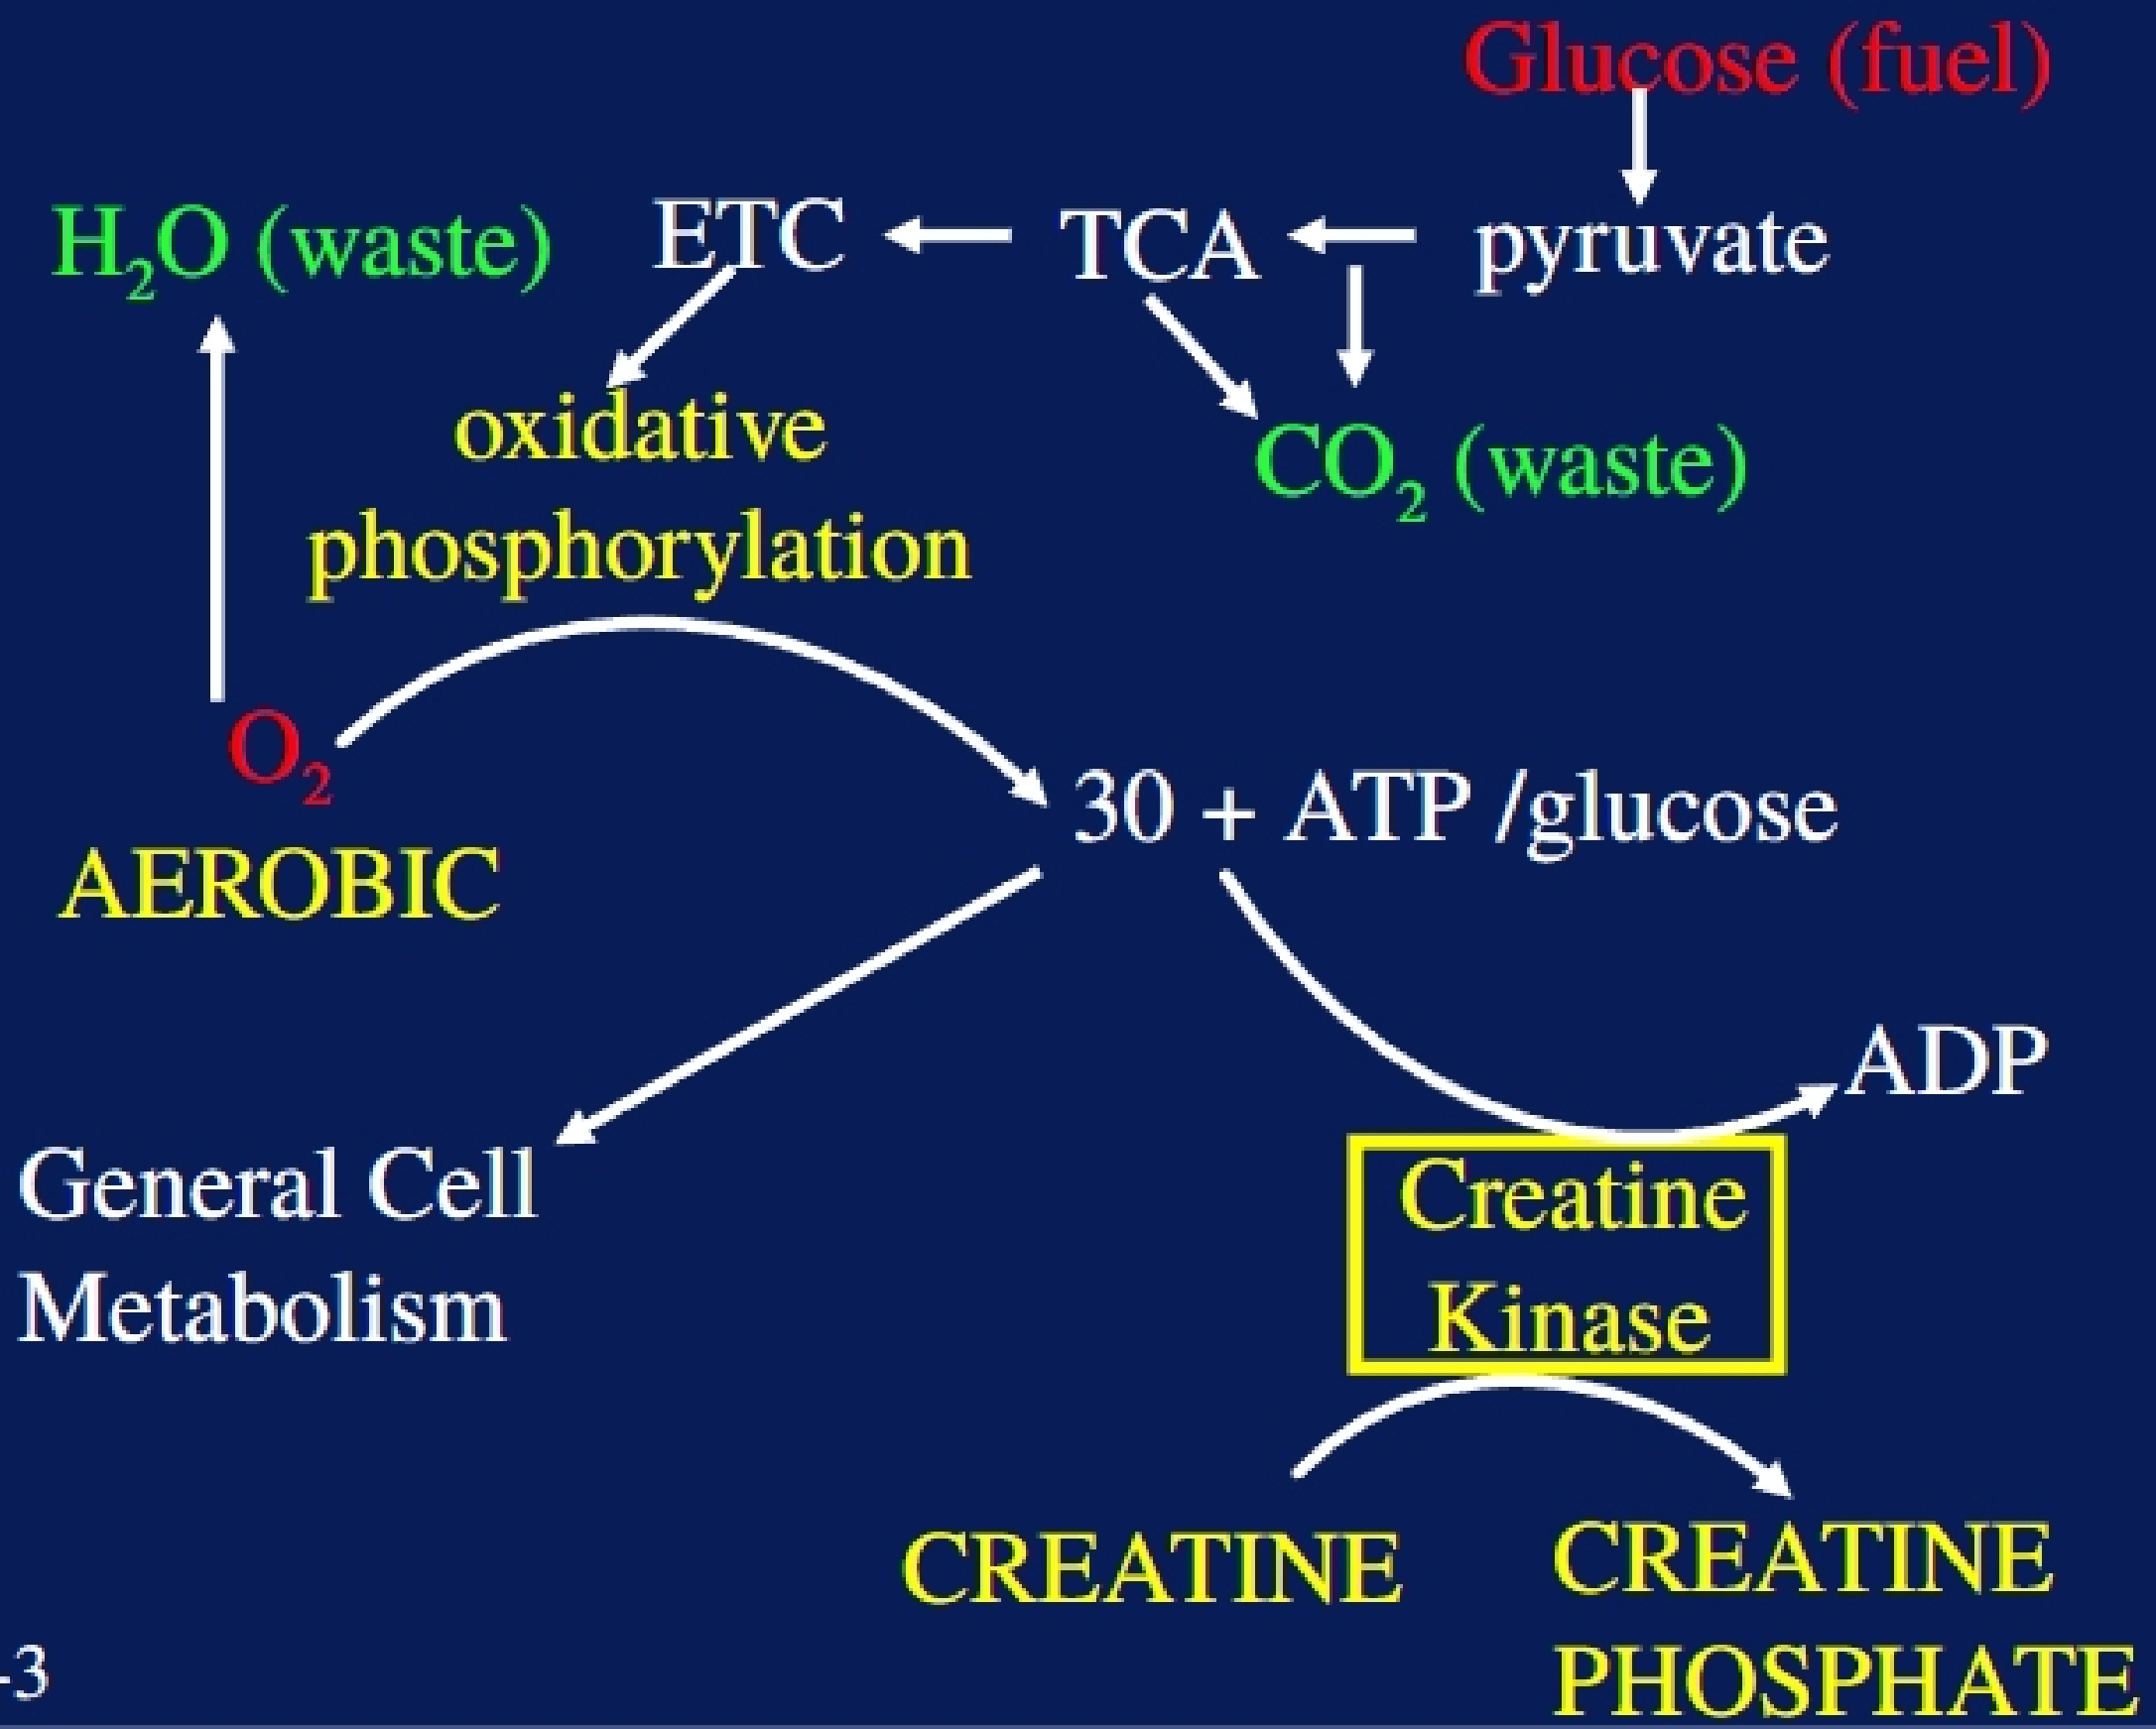 Glucose (fuel)
H₂O (waste) ETC TCA pyruvate
oxidative
phosphorylation
CO₂ (waste)
O₂
AEROBIC
30 + ATP /glucose
ADP
General Cell
Metabolism
Creatine
Kinase
CREATINE
CREATINE
PHOSPHATE
-3